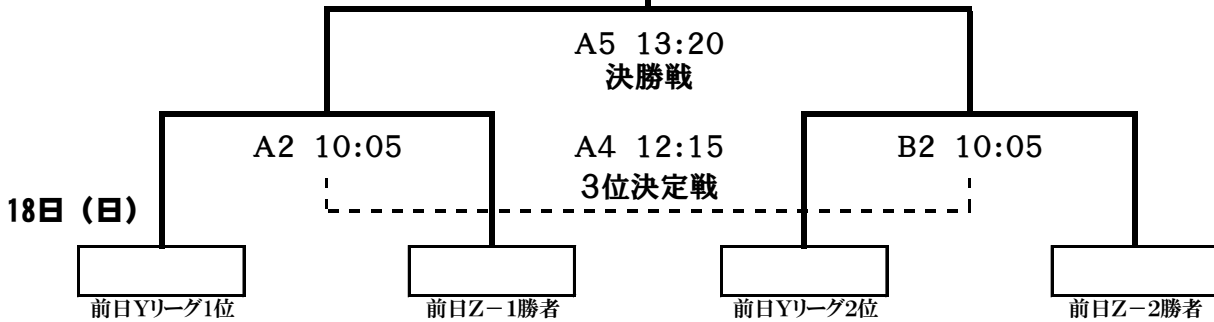 A5 13:20
決勝戦
A2 10:05
A4 12:15
B2 10:05
3位決定戦
18日（日）
前日Yリーグ1位
前日Z－1勝者
前日Yリーグ2位
前日Z－2勝者